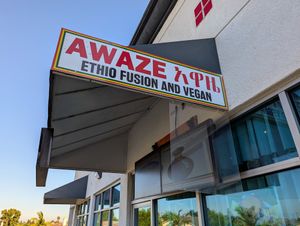 AWAZE አዋዜ
ETHIO FUSION AND VEGAN